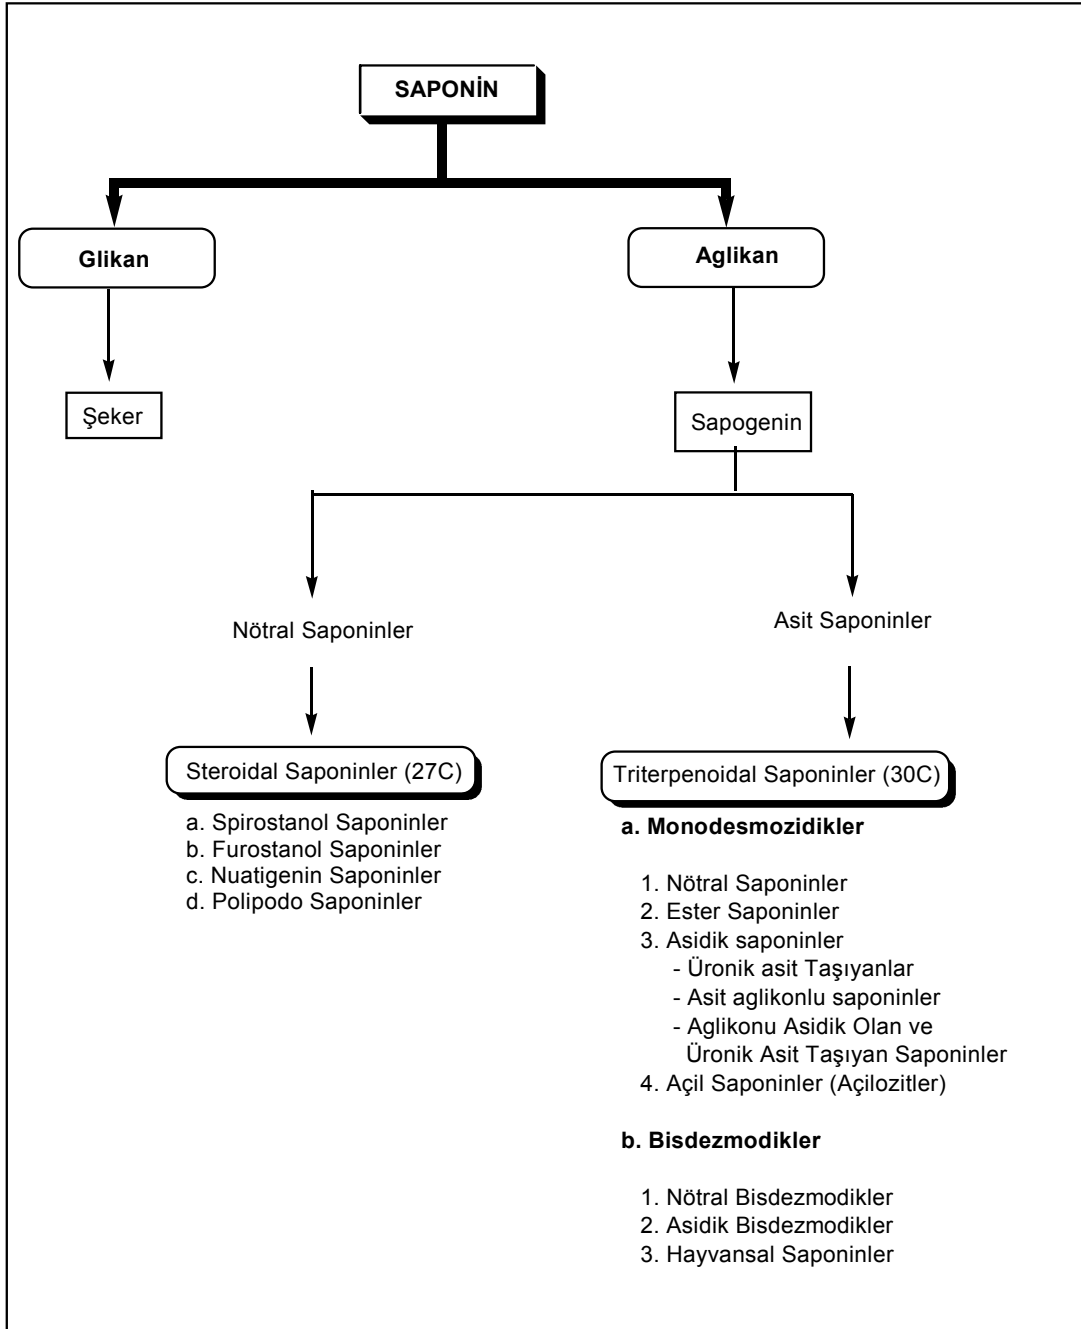 SAPONİN
Glikan
Aglikan
Şeker
Sapogenin
Nötral Saponinler
Asit Saponinler
Steroidal Saponinler (27C)
a. Spirostanol Saponinler
b. Furostanol Saponinler
c. Nuatigenin Saponinler
d. Polipodo Saponinler
Triterpenoidal Saponinler (30C)
a. Monodesmozidikler
1. Nötral Saponinler
2. Ester Saponinler
3. Asidik saponinler
- Üronik asit Taşıyanlar
- Asit aglikonlu saponinler
- Aglikonu Asidik Olan ve
Üronik Asit Taşıyan Saponinler
4. Açil Saponinler (Açilozitler)
b. Bisdezmodikler
1. Nötral Bisdezmodikler
2. Asidik Bisdezmodikler
3. Hayvansal Saponinler